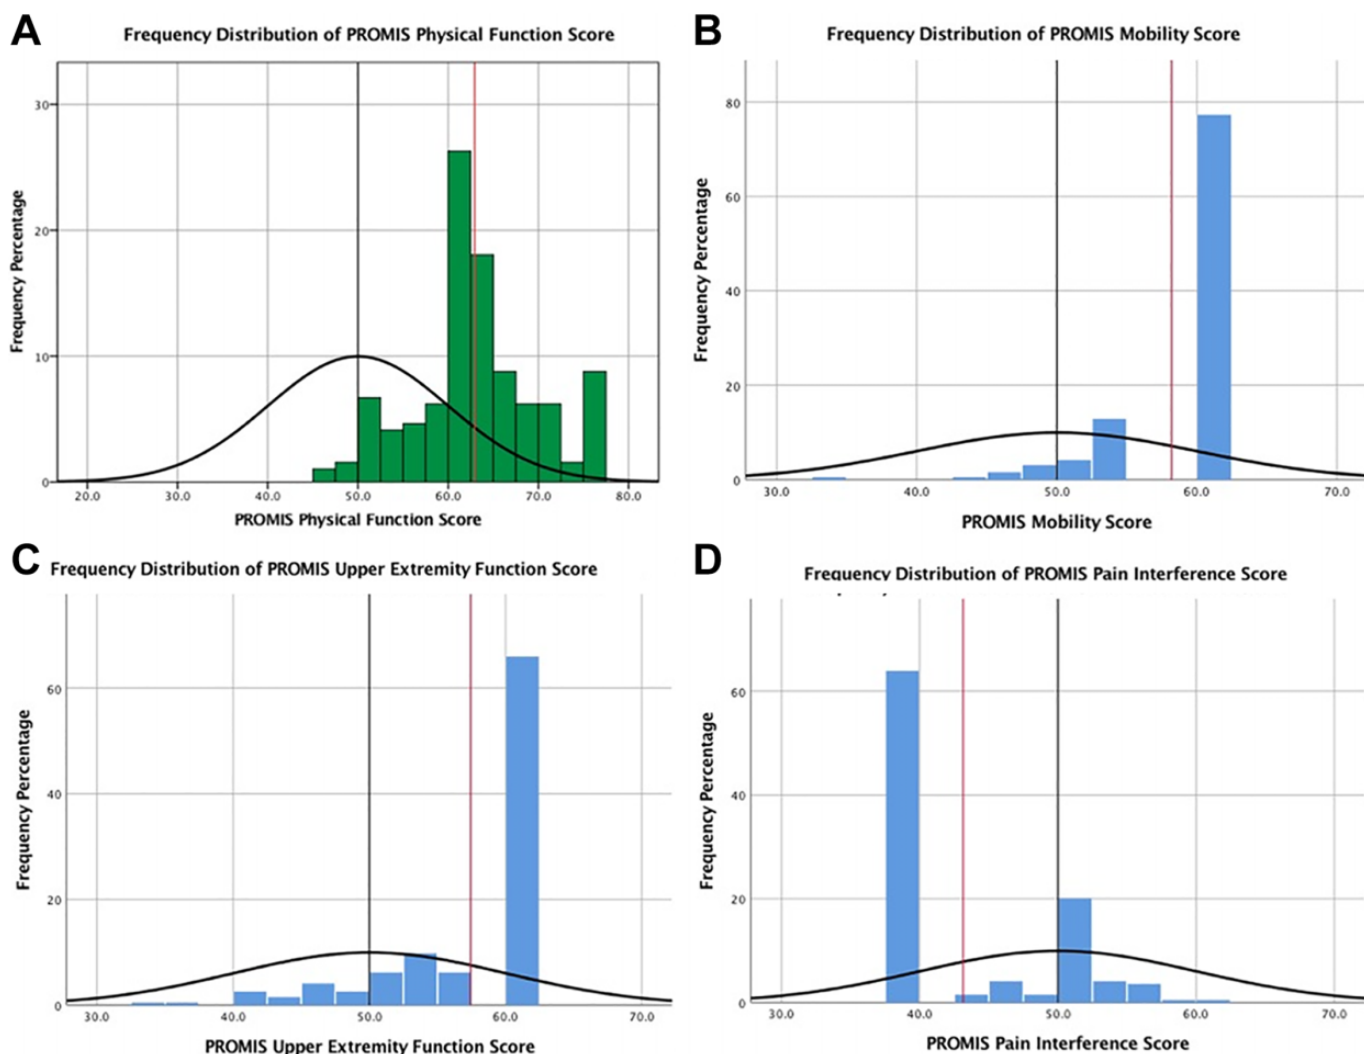 A
Frequency Distribution of PROMIS Physical Function Score
Frequency Percentage
30
20
10
0
20.0 30.0 40.0 50.0 60.0 70.0 80.0
PROMIS Physical Function Score
B
Frequency Distribution of PROMIS Mobility Score
Frequency Percentage
80
60
40
20
0
30.0 40.0 50.0 60.0 70.0
PROMIS Mobility Score
C
Frequency Distribution of PROMIS Upper Extremity Function Score
Frequency Percentage
60
40
20
0
30.0 40.0 50.0 60.0 70.0
PROMIS Upper Extremity Function Score
D
Frequency Distribution of PROMIS Pain Interference Score
Frequency Percentage
60
40
20
0
30.0 40.0 50.0 60.0 70.0
PROMIS Pain Interference Score